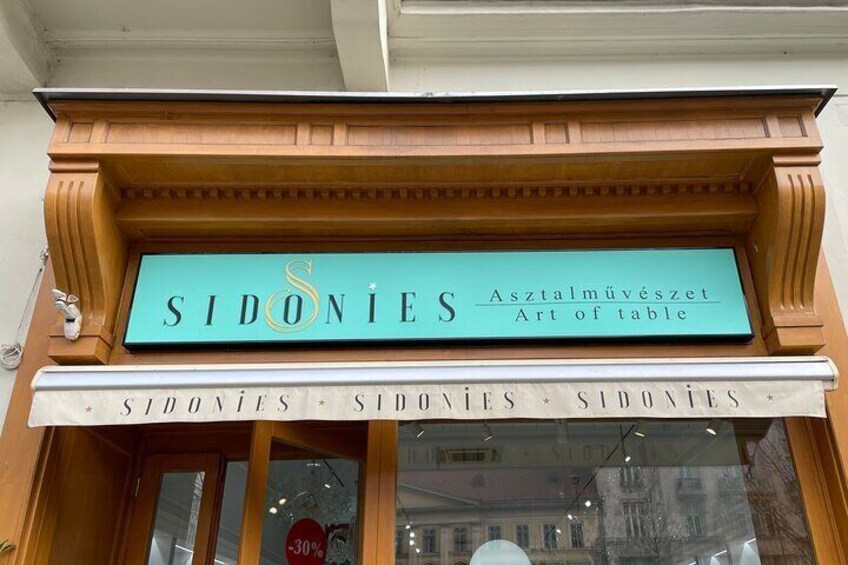 SIDONIES
Asztalművészet
Art of table
SIDONIES * SIDONIES * SIDONIES
-30%